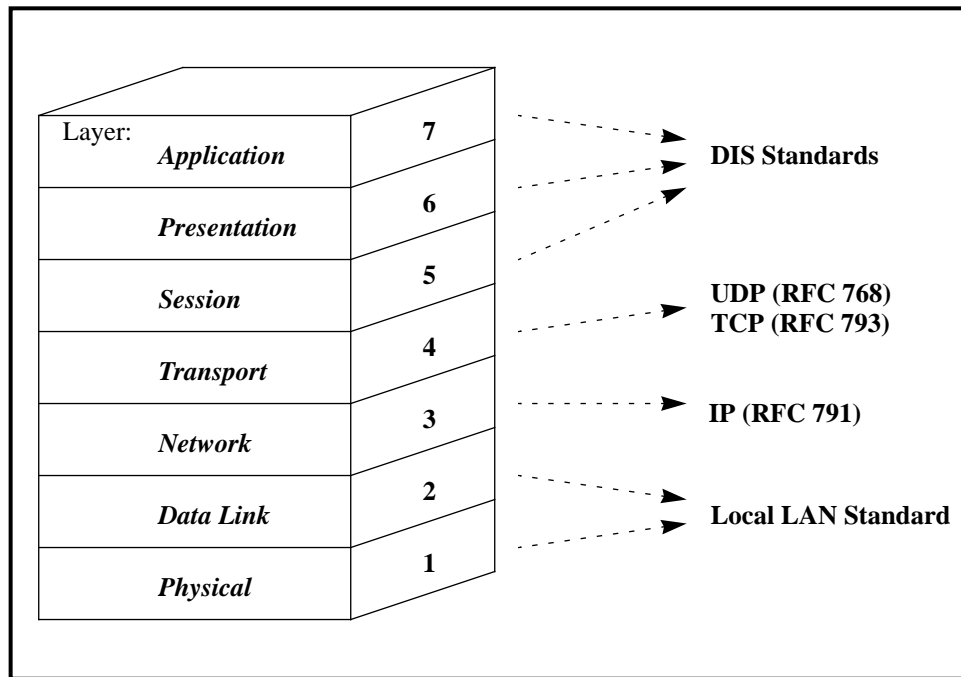 Layer:
Application
7
DIS Standards
Presentation
6
Session
5
UDP (RFC 768)
TCP (RFC 793)
Transport
4
Network
3
IP (RFC 791)
Data Link
2
Local LAN Standard
Physical
1